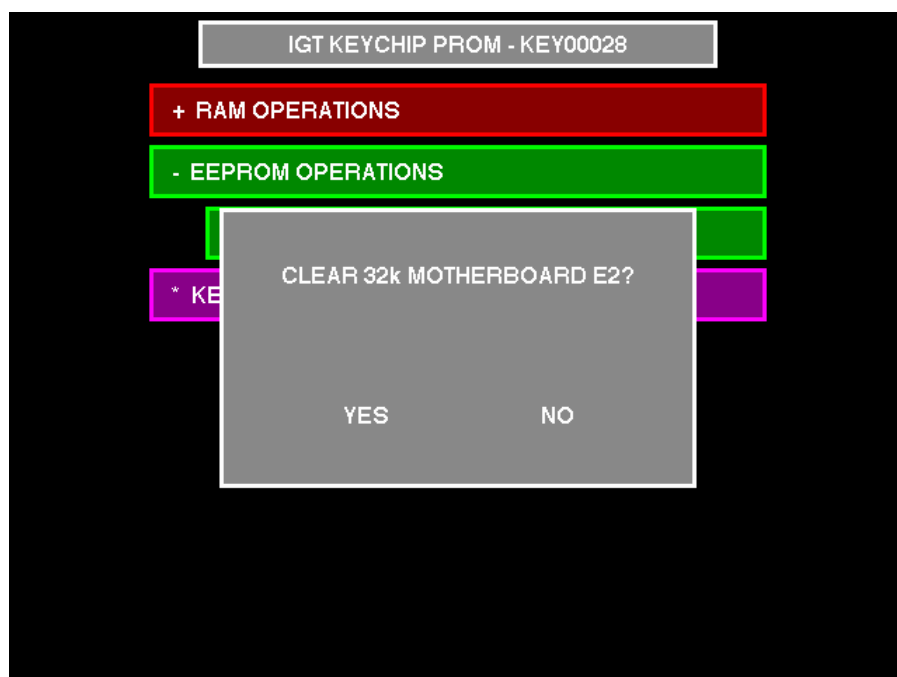 IGT KEYCHIP PROM - KEY00028
+ RAM OPERATIONS
- EEPROM OPERATIONS
CLEAR 32k MOTHERBOARD E2?
* KE
YES NO